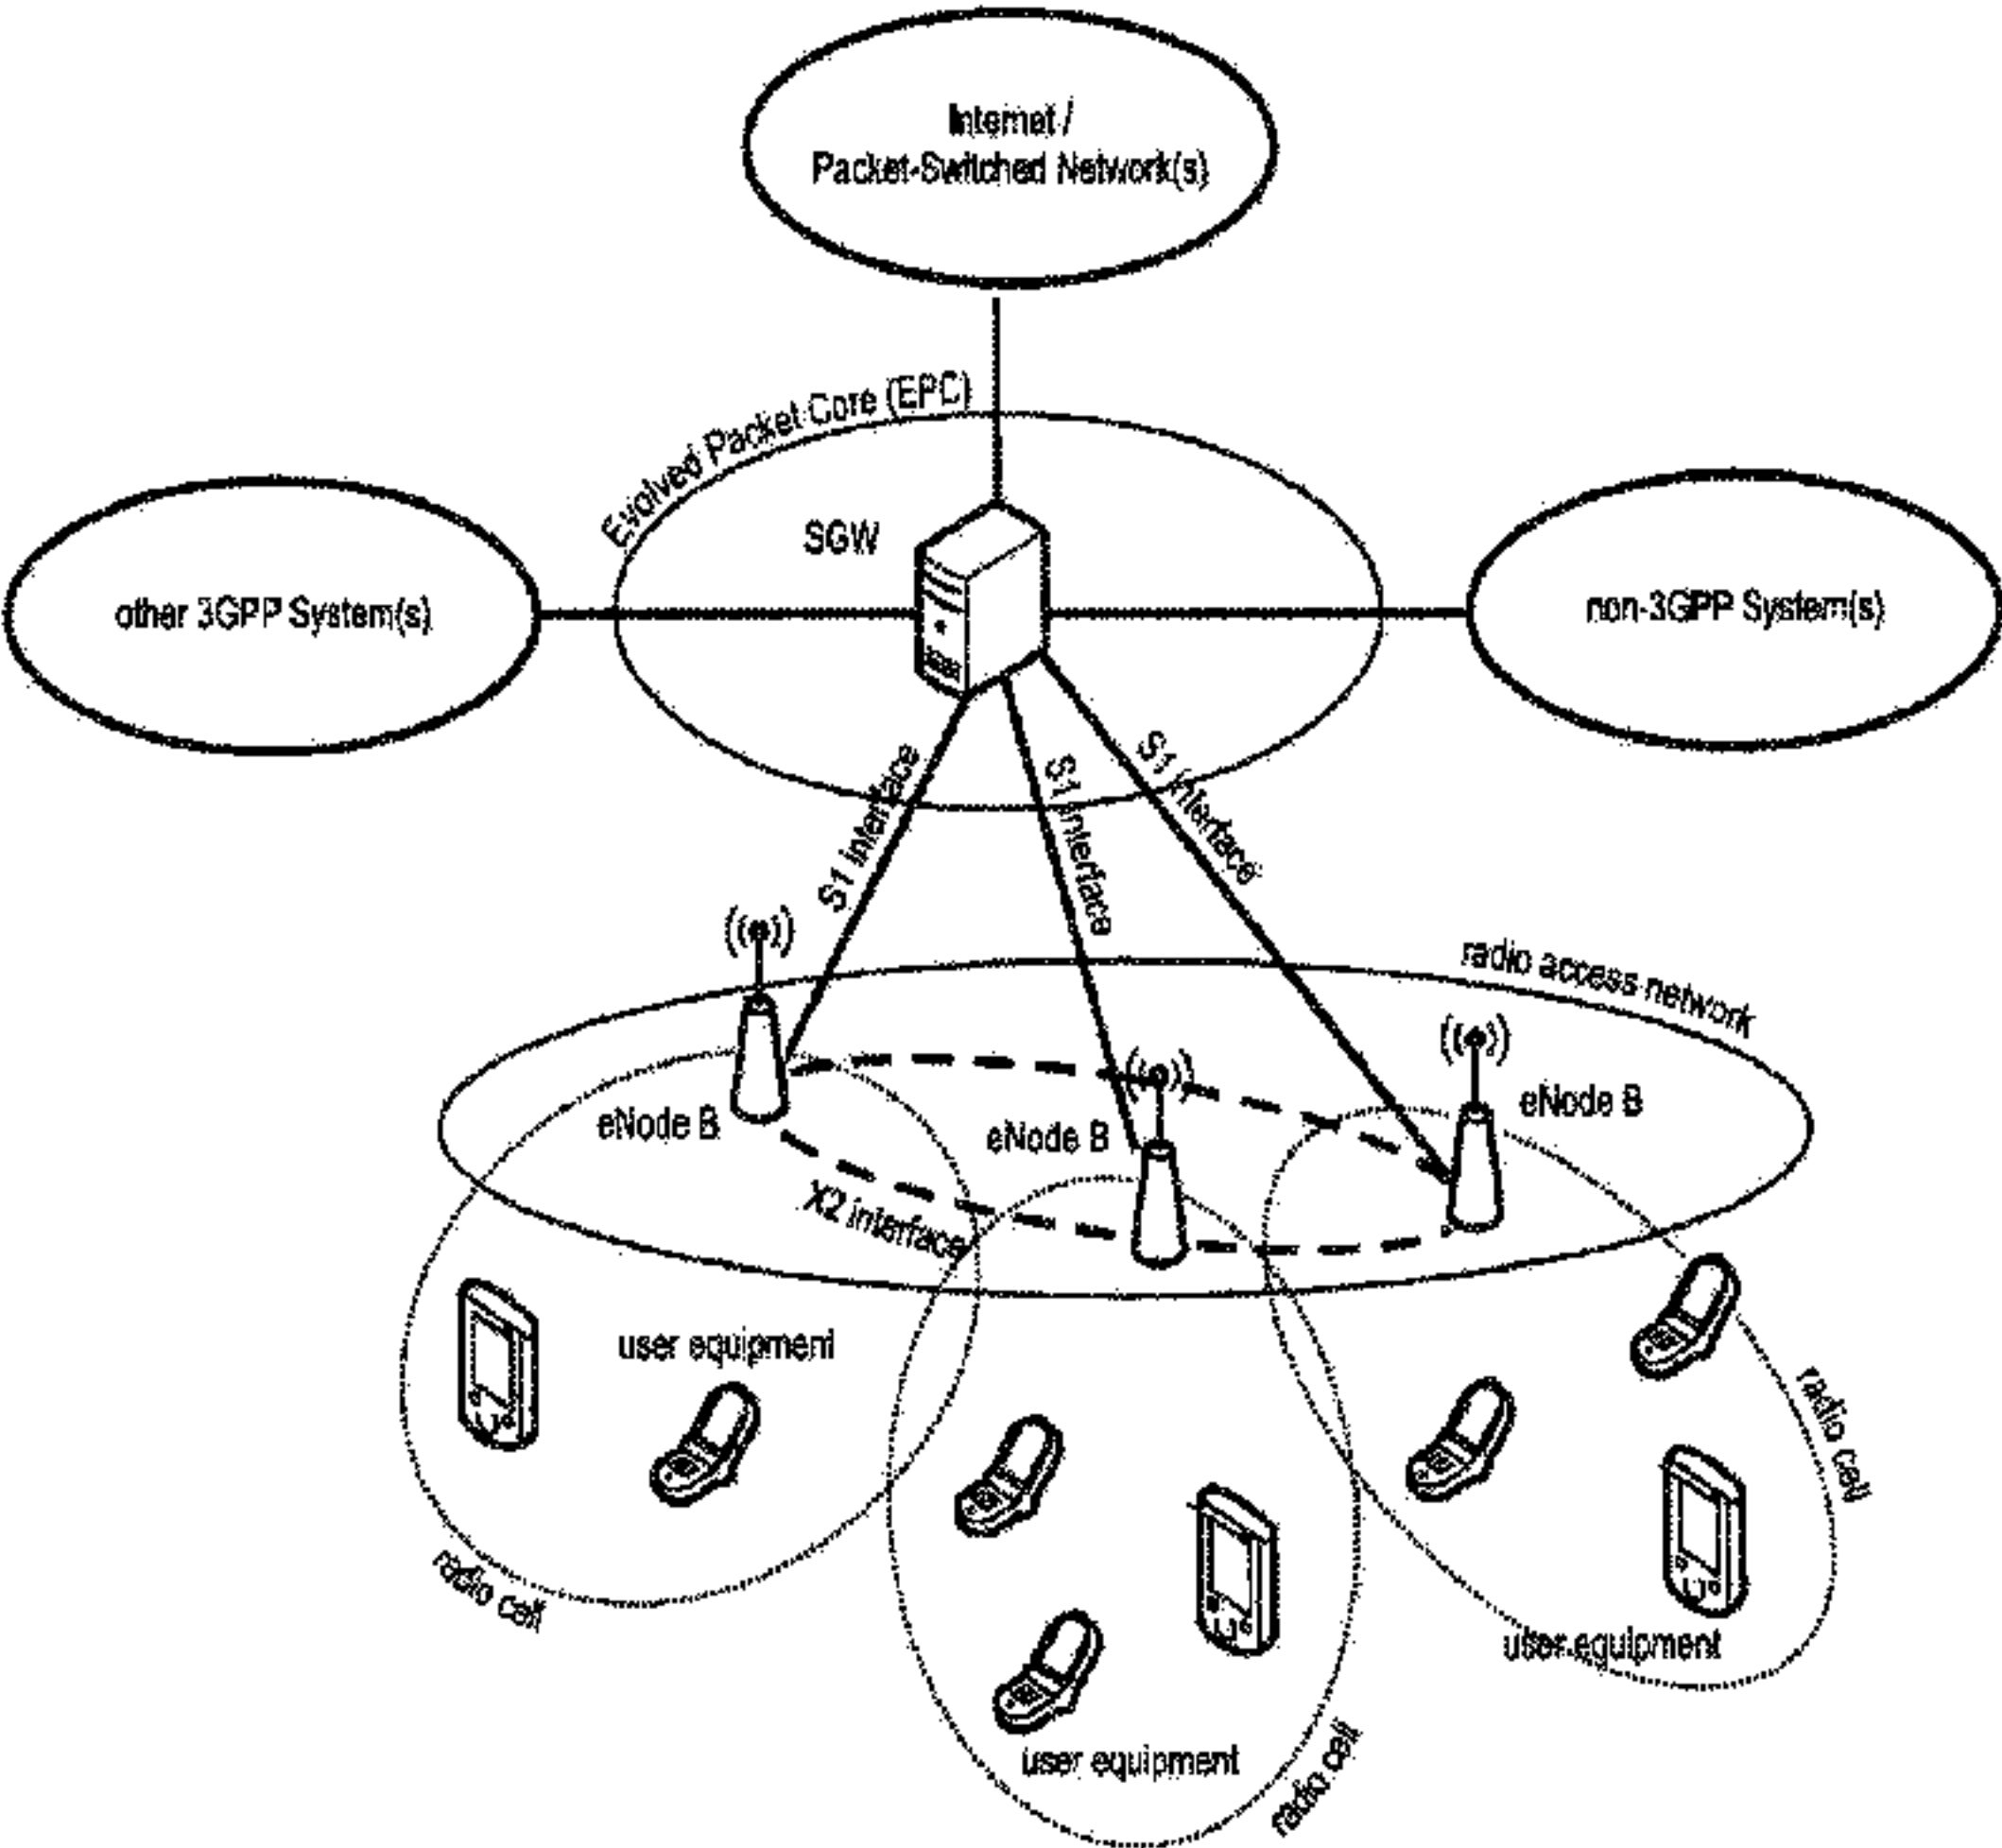 Internet /
Packet-Switched Network(s)
Evolved Packet Core (EPC)
SGW
other 3GPP System(s)
non-3GPP System(s)
S1 interface
S1 interface
S1 interface
radio access network
eNode B
eNode B
eNode B
X2 interface
user equipment
radio cell
radio cell
user equipment
user equipment
radio cell